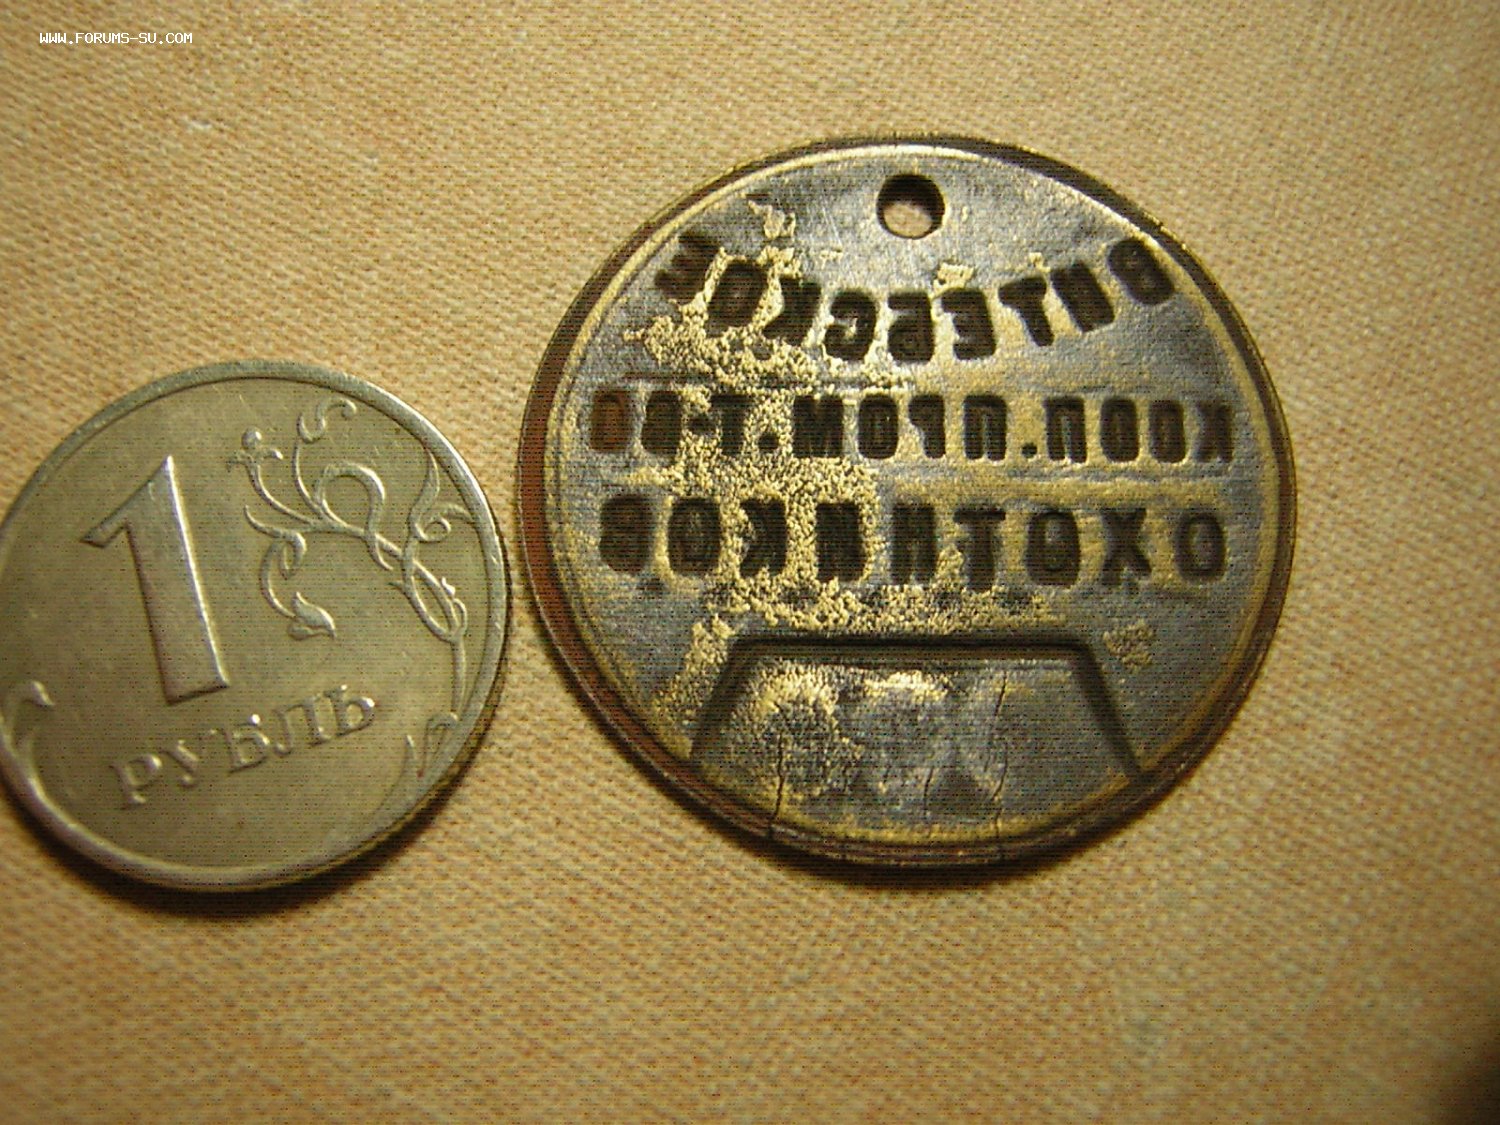 WWW.FORUMS-SU.COM
ВИТЕБСКОЕ
КООП.ПРОМ.Т-ВО
ОХОТНИКОВ
1
РУБЛЬ